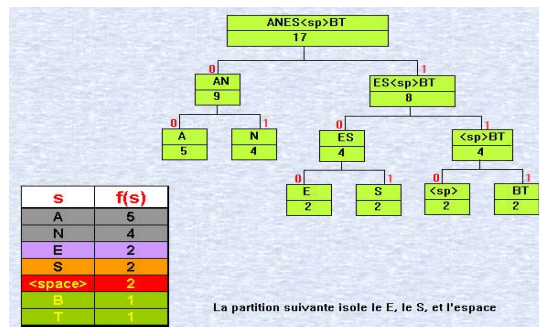 ANES<sp>BT
17
0 1
AN ES<sp>BT
9 8
0 1 0 1
A N ES <sp>BT
5 4 4 4
0 1 0 1
E S <sp> BT
2 2 2 2
s f(s)
A 5
N 4
E 2
S 2
<space> 2
B 1
T 1
La partition suivante isole le E, le S, et l'espace